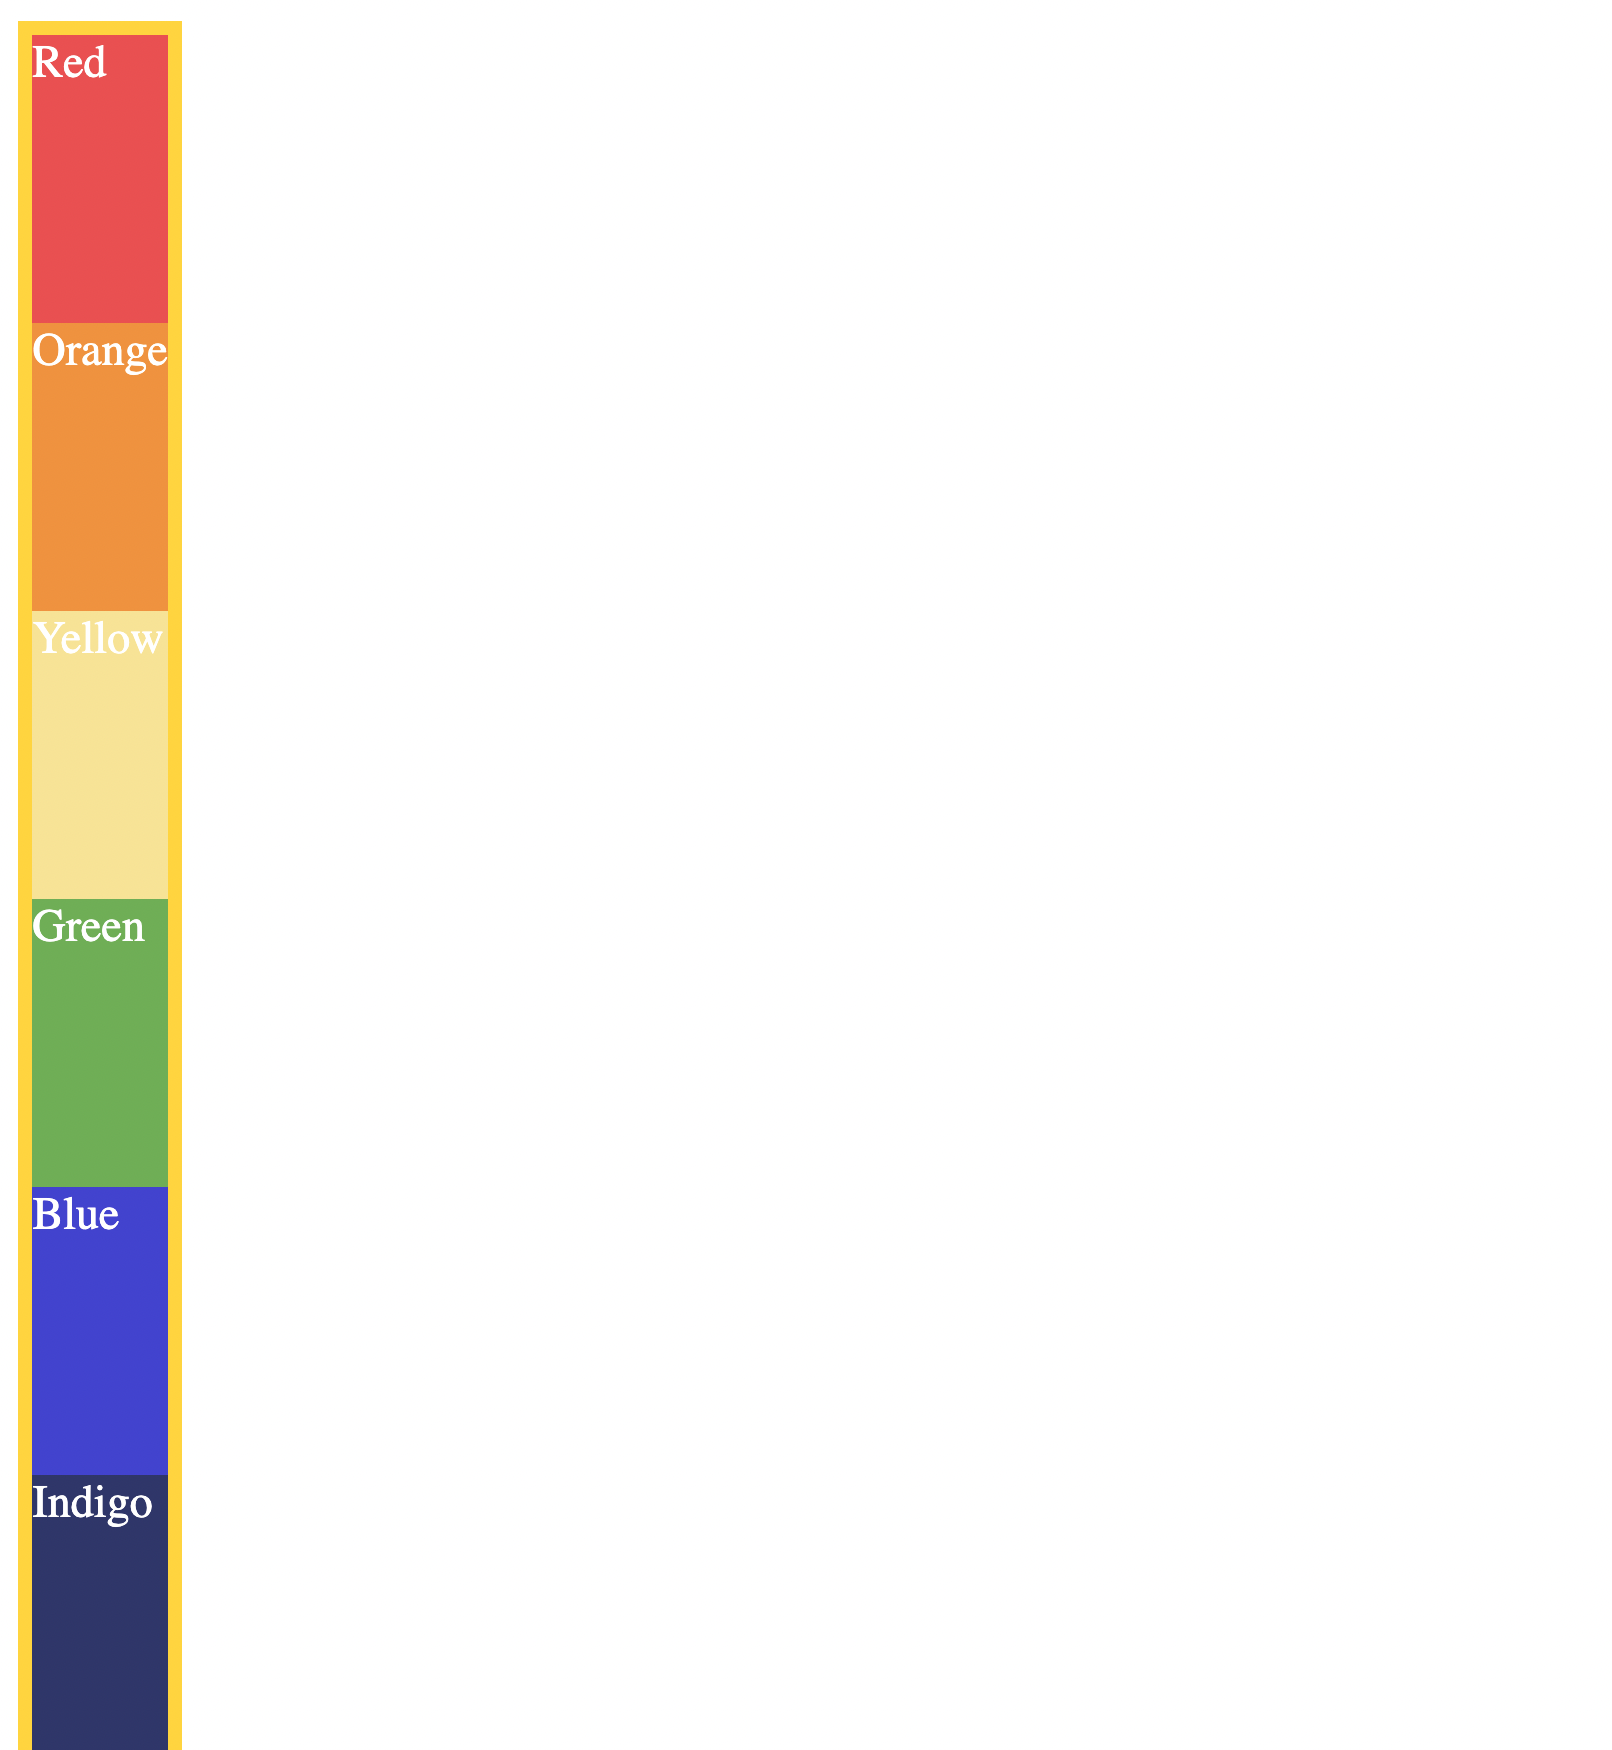 Red
Orange
Yellow
Green
Blue
Indigo